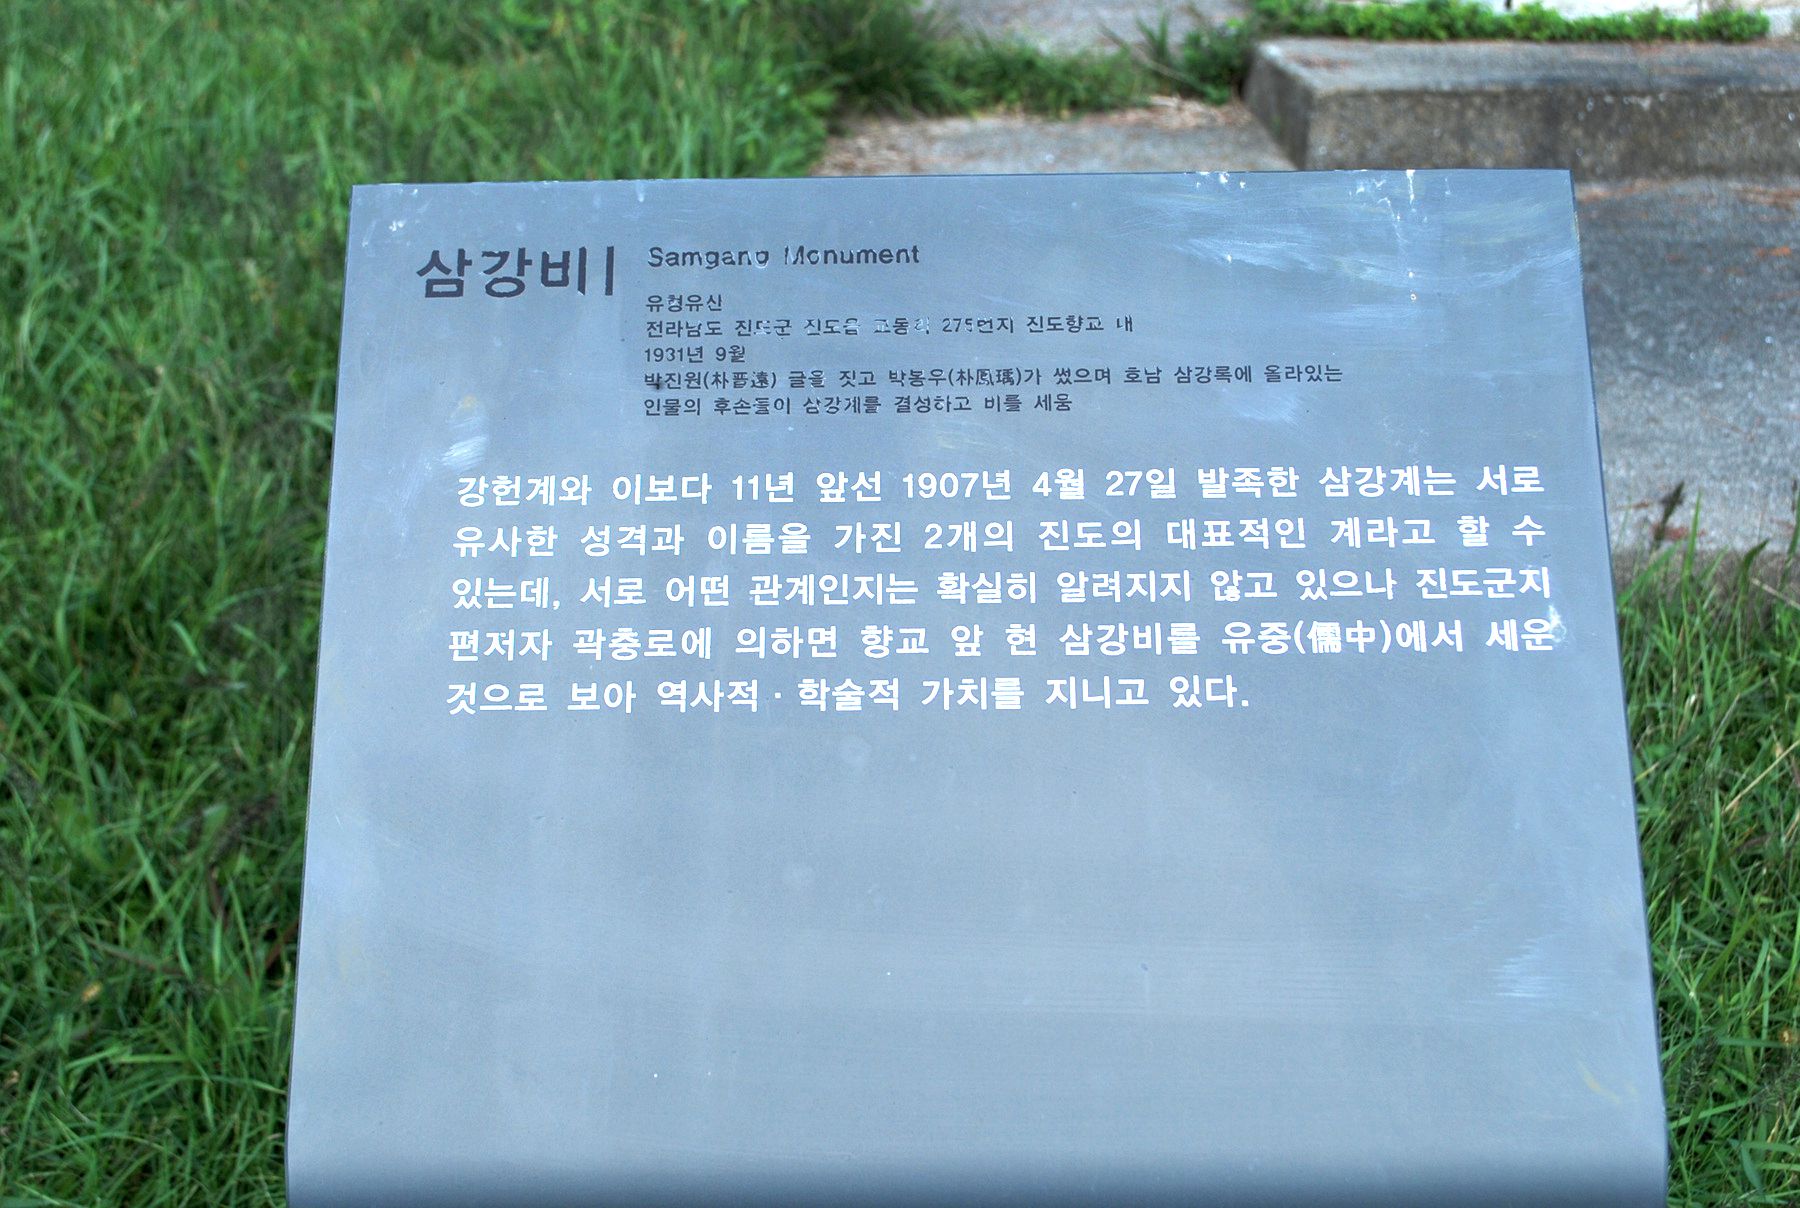 삼강비
Samgang Monument
유형유산
전라남도 진도군 진도읍 교동리 275번지 진도향교 내
1931년 9월
박진원(朴晋遠) 글을 짓고 박봉우(朴鳳瑀)가 썼으며 호남 삼강록에 올라있는
인물의 후손들이 삼강계를 결성하고 비를 세움
강헌계와 이보다 11년 앞선 1907년 4월 27일 발족한 삼강계는 서로
유사한 성격과 이름을 가진 2개의 진도의 대표적인 계라고 할 수
있는데, 서로 어떤 관계인지는 확실히 알려지지 않고 있으나 진도군지
편저자 곽충로에 의하면 향교 앞 현 삼강비를 유중(儒中)에서 세운
것으로 보아 역사적 · 학술적 가치를 지니고 있다.